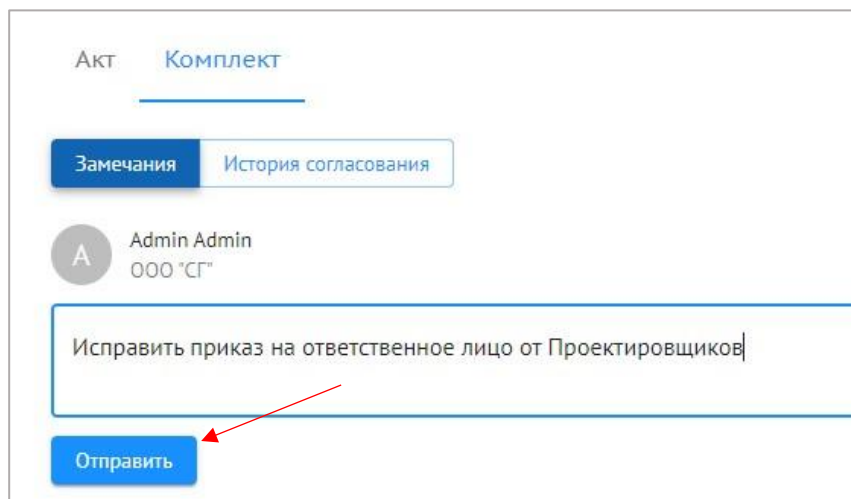 Акт Комплект
Замечания История согласования
A
Admin Admin
ООО "СГ"
Исправить приказ на ответственное лицо от Проектировщиков
Отправить